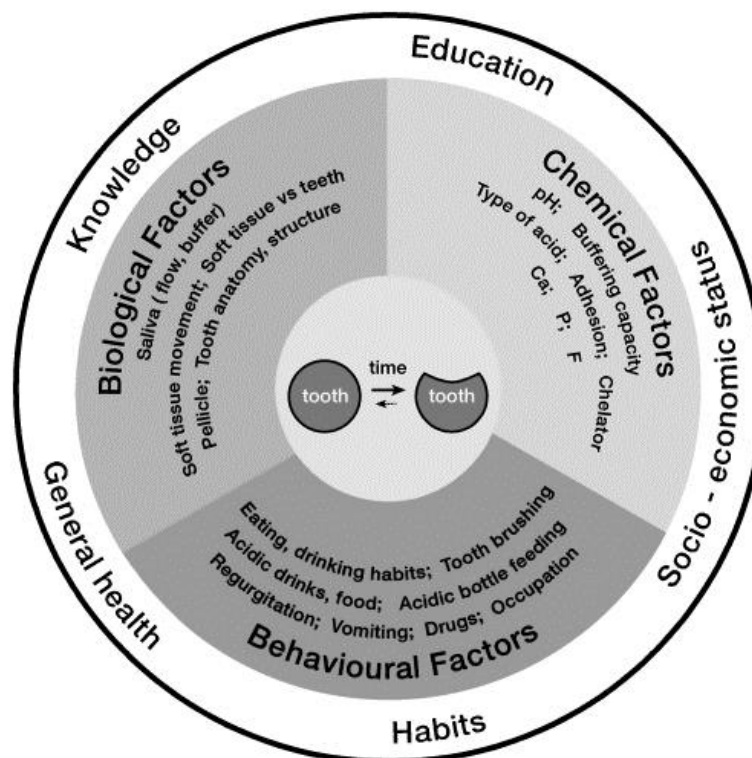 Education
Knowledge
Socio - economic status
General health
Habits
Biological Factors
Saliva ( flow, buffer)
Soft tissue movement; Soft tissue vs teeth
Pellicle; Tooth anatomy, structure
Chemical Factors
pH; Buffering capacity
Type of acid; Adhesion; Chelator
Ca; P; F
time
tooth
tooth
Eating, drinking habits; Tooth brushing
Acidic drinks, food; Acidic bottle feeding
Regurgitation; Vomiting; Drugs; Occupation
Behavioural Factors